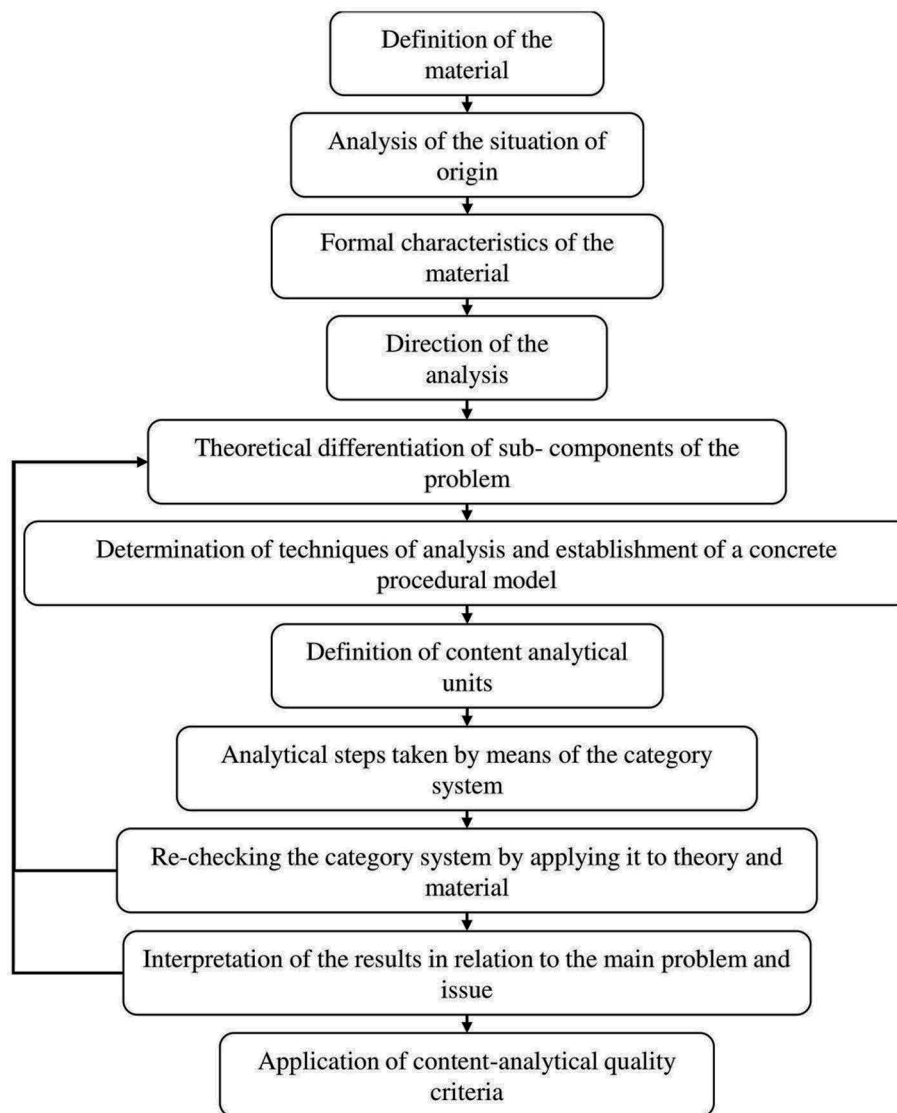 Definition of the
material
Analysis of the situation of
origin
Formal characteristics of the
material
Direction of the
analysis
Theoretical differentiation of sub- components of the
problem
Determination of techniques of analysis and establishment of a concrete
procedural model
Definition of content analytical
units
Analytical steps taken by means of the category
system
Re-checking the category system by applying it to theory and
material
Interpretation of the results in relation to the main problem and
issue
Application of content-analytical quality
criteria